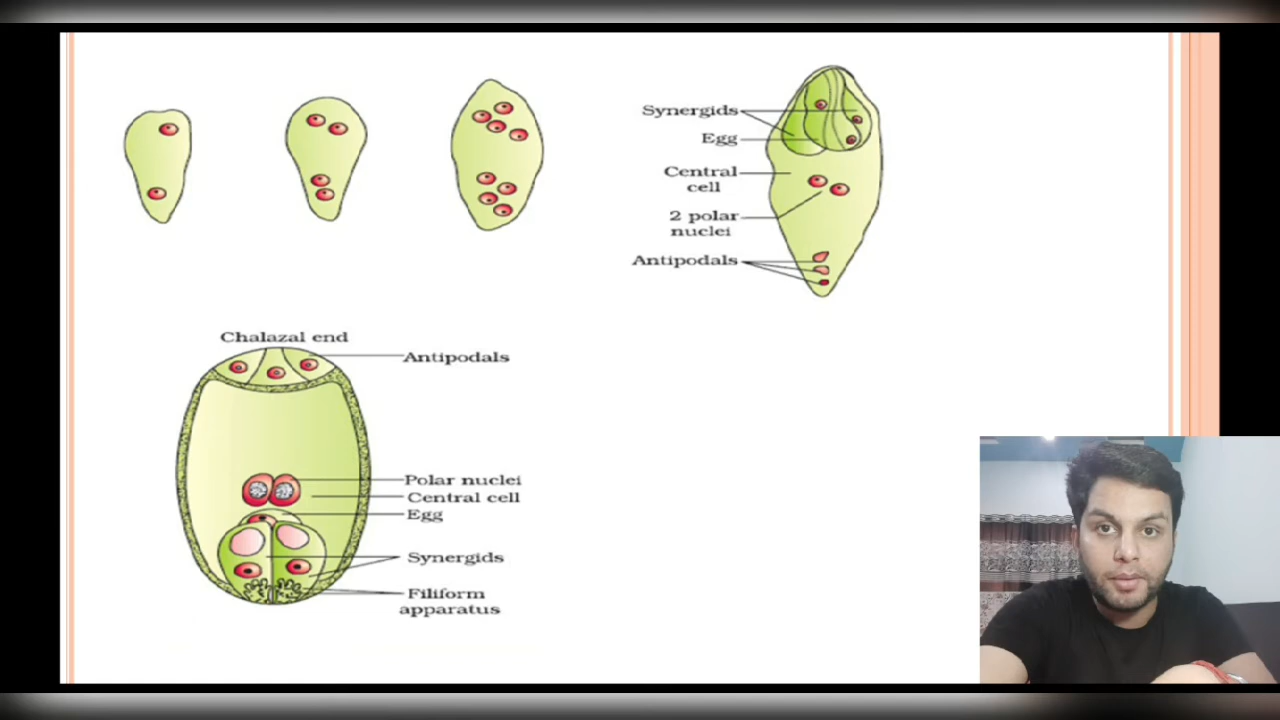 Synergids
Egg
Central
cell
2 polar
nuclei
Antipodals
Chalazal end
Antipodals
Polar nuclei
Central cell
Egg
Synergids
Filiform
apparatus